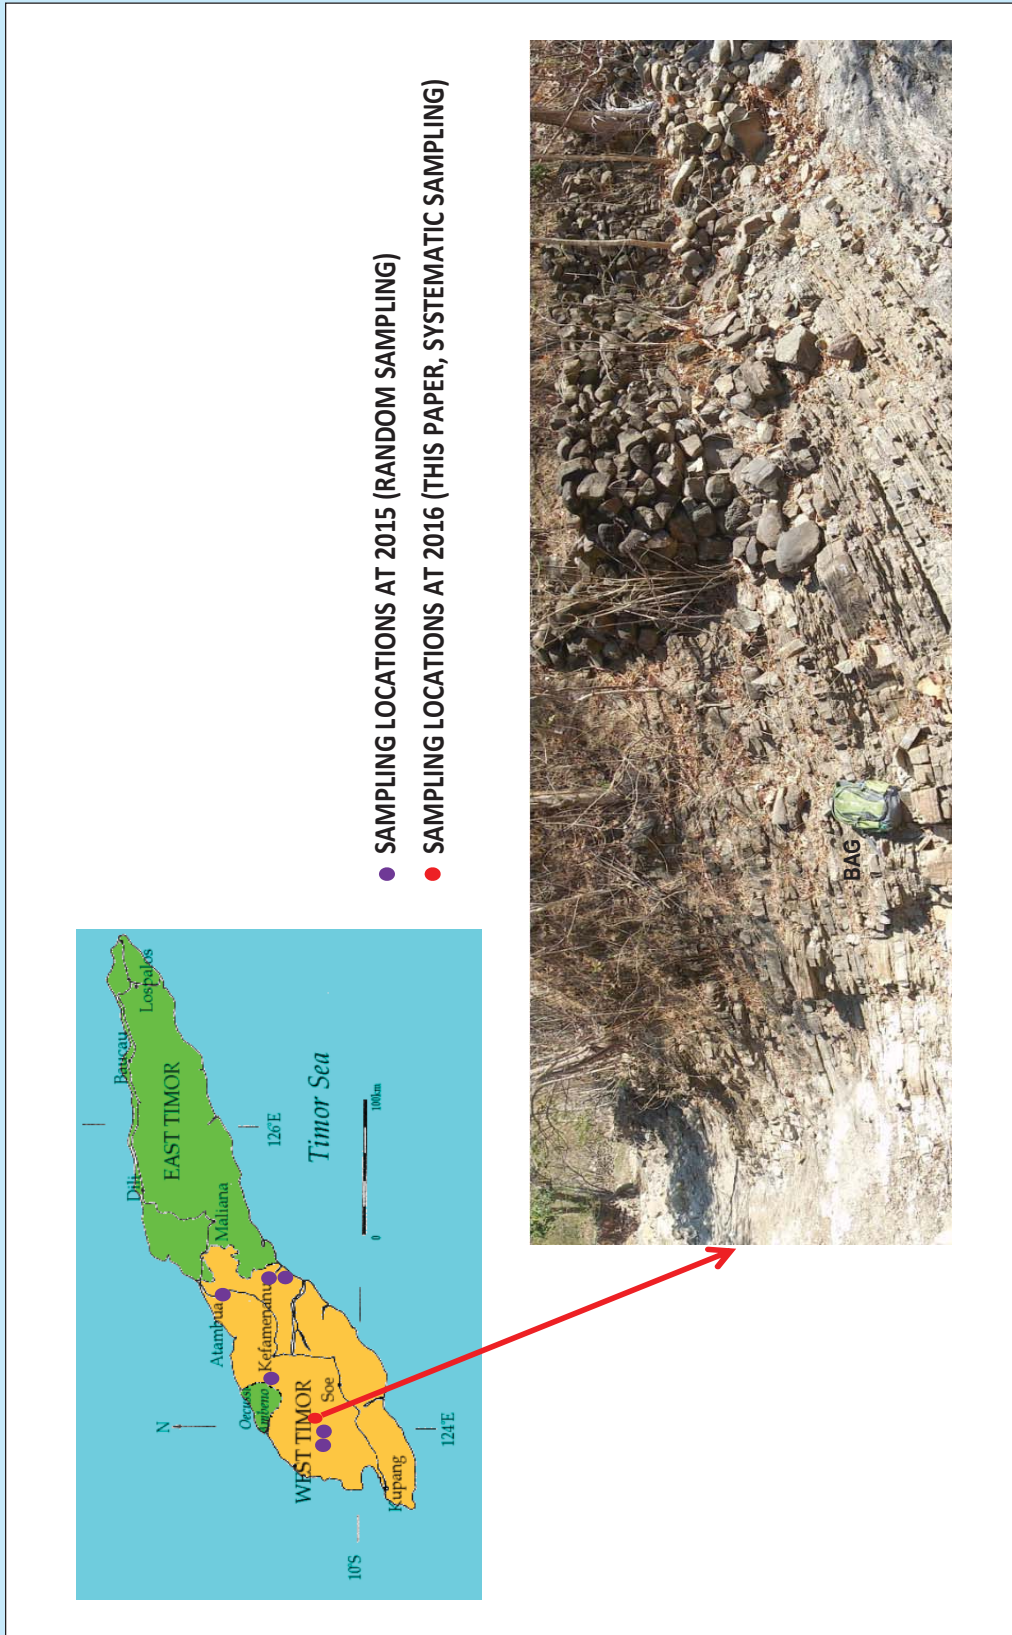 N
Oecussi
Ambeno
Atambua
Kefamenanu
WEST TIMOR
Soe
Kupang
Maliana
Dili
EAST TIMOR
Baucau
Lospalos
Timor Sea
0
100km
10°S
124°E
126°E
SAMPLING LOCATIONS AT 2015 (RANDOM SAMPLING)
SAMPLING LOCATIONS AT 2016 (THIS PAPER, SYSTEMATIC SAMPLING)
BAG